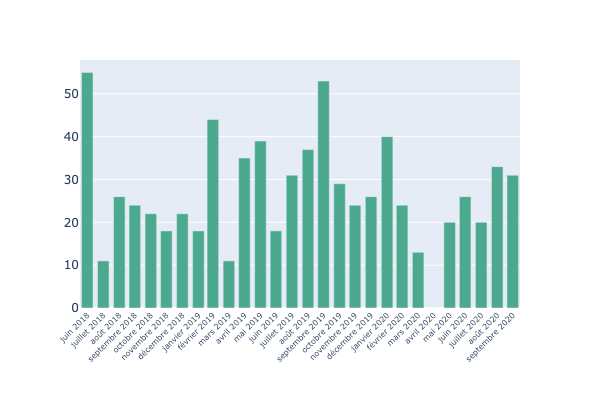 50
40
30
20
10
0
juin 2018
juillet 2018
août 2018
septembre 2018
octobre 2018
novembre 2018
décembre 2018
janvier 2019
février 2019
mars 2019
avril 2019
mai 2019
juin 2019
juillet 2019
août 2019
septembre 2019
octobre 2019
novembre 2019
décembre 2019
janvier 2020
février 2020
mars 2020
avril 2020
mai 2020
juin 2020
juillet 2020
août 2020
septembre 2020